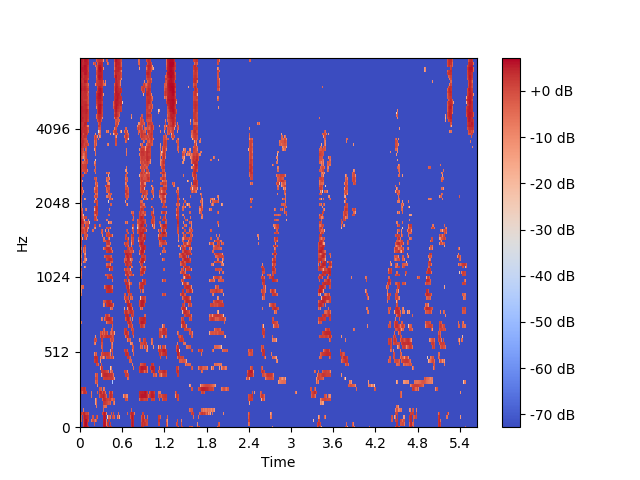 4096
2048
1024
512
0
Hz
0 0.6 1.2 1.8 2.4 3 3.6 4.2 4.8 5.4
Time
+0 dB
-10 dB
-20 dB
-30 dB
-40 dB
-50 dB
-60 dB
-70 dB